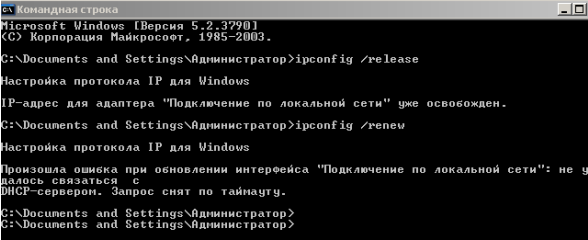 Командная строка
Microsoft Windows [Версия 5.2.3790]
(С) Корпорация Майкрософт, 1985-2003.
C:\Documents and Settings\Администратор>ipconfig /release
Настройка протокола IP для Windows
IP-адрес для адаптера "Подключение по локальной сети" уже освобожден.
C:\Documents and Settings\Администратор>ipconfig /renew
Настройка протокола IP для Windows
Произошла ошибка при обновлении интерфейса "Подключение по локальной сети": не у
далось связаться  с
DHCP-сервером. Запрос снят по таймауту.
C:\Documents and Settings\Администратор>
C:\Documents and Settings\Администратор>